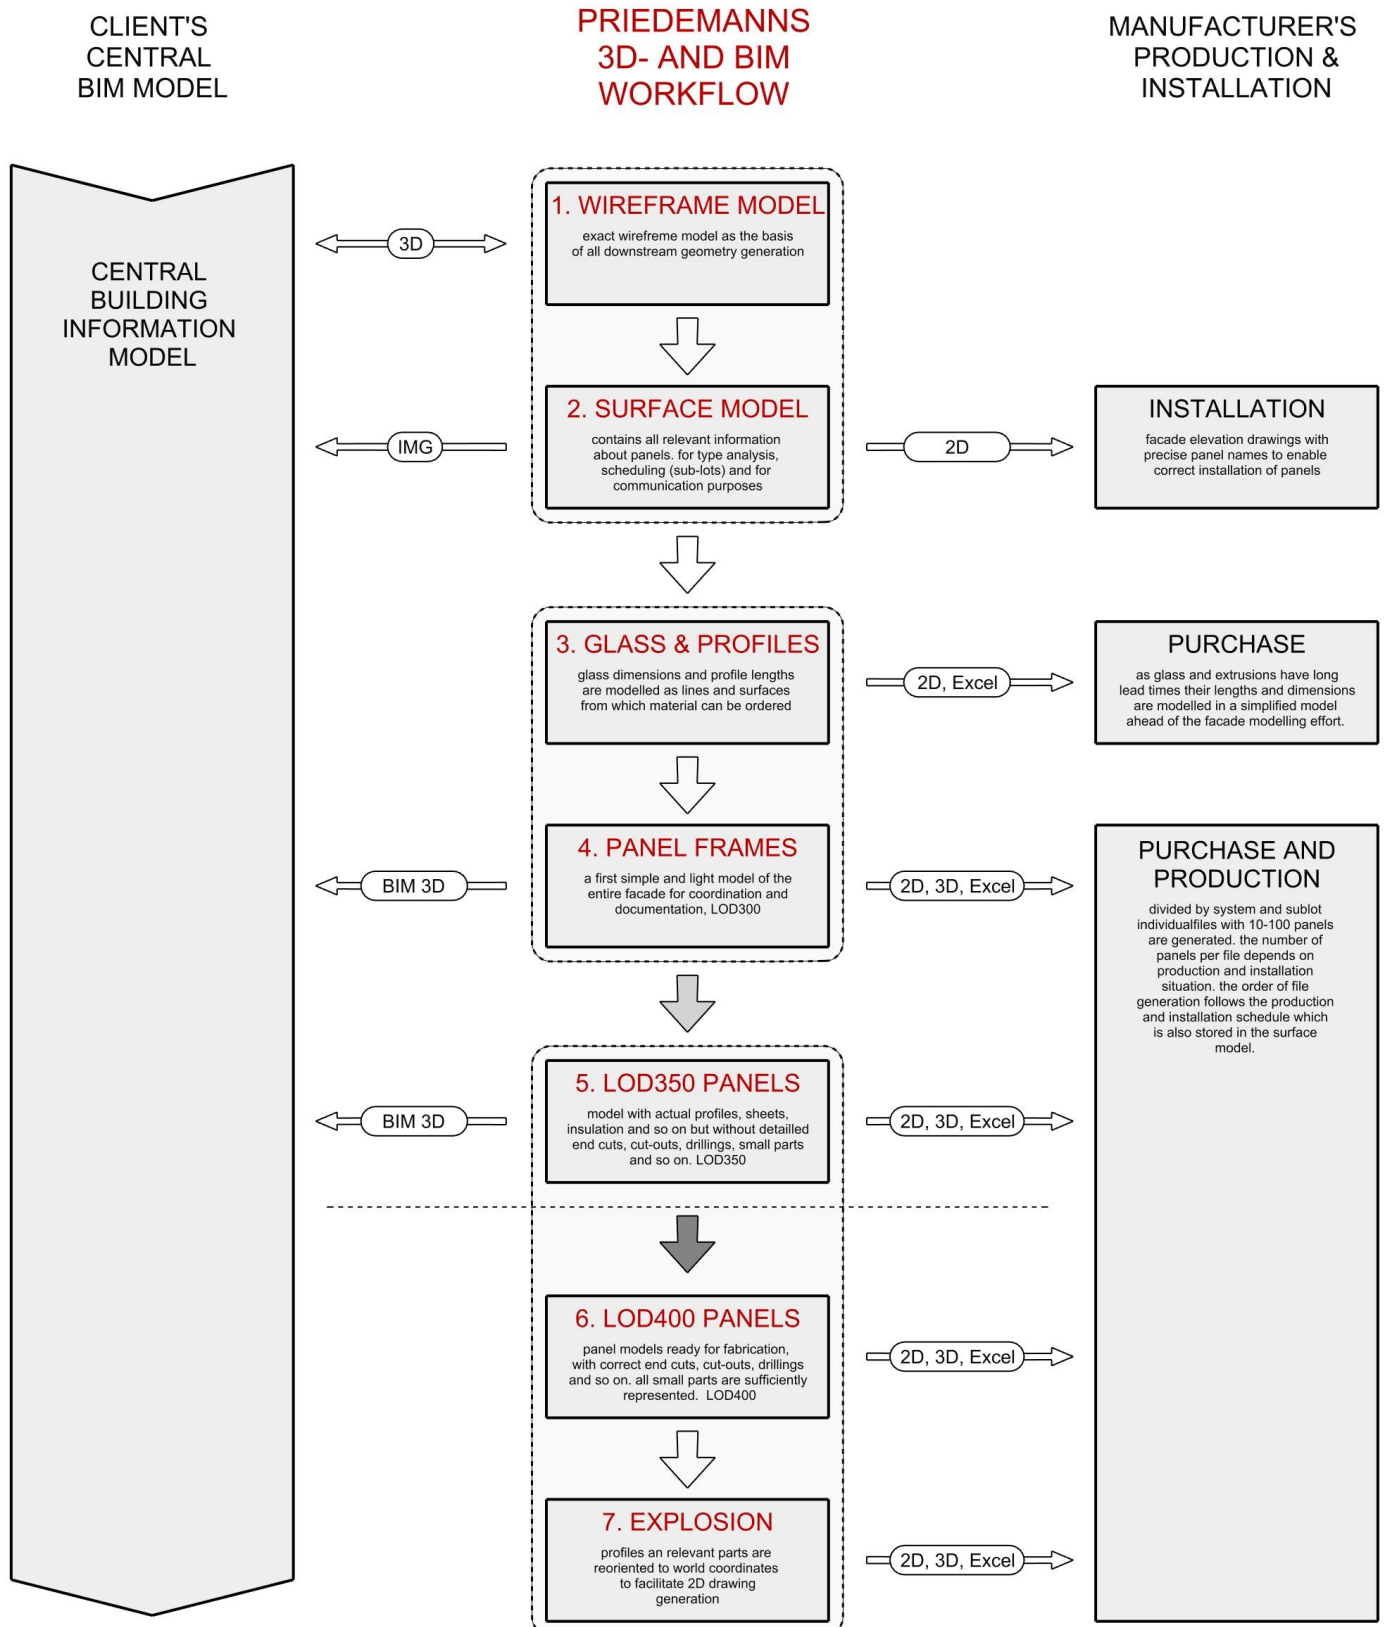 CLIENT'S
CENTRAL
BIM MODEL
PRIEDEMANNS
3D- AND BIM
WORKFLOW
MANUFACTURER'S
PRODUCTION &
INSTALLATION
CENTRAL
BUILDING
INFORMATION
MODEL
3D
1. WIREFRAME MODEL
exact wireframe model as the basis
of all downstream geometry generation
IMG
2. SURFACE MODEL
contains all relevant information
about panels. for type analysis,
scheduling (sub-lots) and for
communication purposes
2D
INSTALLATION
facade elevation drawings with
precise panel names to enable
correct installation of panels
3. GLASS & PROFILES
glass dimensions and profile lengths
are modelled as lines and surfaces
from which material can be ordered
2D, Excel
PURCHASE
as glass and extrusions have long
lead times their lengths and dimensions
are modelled in a simplified model
ahead of the facade modelling effort.
BIM 3D
4. PANEL FRAMES
a first simple and light model of the
entire facade for coordination and
documentation, LOD300
2D, 3D, Excel
PURCHASE AND
PRODUCTION
divided by system and sublot
individualfiles with 10-100 panels
are generated. the number of
panels per file depends on
production and installation
situation. the order of file
generation follows the production
and installation schedule which
is also stored in the surface
model.
BIM 3D
5. LOD350 PANELS
model with actual profiles, sheets,
insulation and so on but without detailled
end cuts, cut-outs, drillings, small parts
and so on. LOD350
2D, 3D, Excel
6. LOD400 PANELS
panel models ready for fabrication,
with correct end cuts, cut-outs, drillings
and so on. all small parts are sufficiently
represented.  LOD400
2D, 3D, Excel
7. EXPLOSION
profiles an relevant parts are
reoriented to world coordinates
to facilitate 2D drawing
generation
2D, 3D, Excel